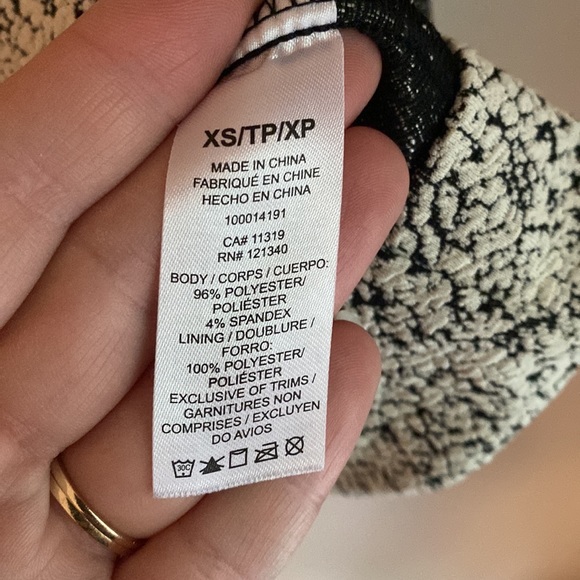 XS/TP/XP
MADE IN CHINA
FABRIQUÉ EN CHINE
HECHO EN CHINA
100014191
CA# 11319
RN# 121340
BODY / CORPS / CUERPO:
96% POLYESTER/
POLIÉSTER
4% SPANDEX
LINING / DOUBLURE /
FORRO:
100% POLYESTER/
POLIÉSTER
EXCLUSIVE OF TRIMS /
GARNITURES NON
COMPRISES / EXCLUYEN
DO AVIOS
30C